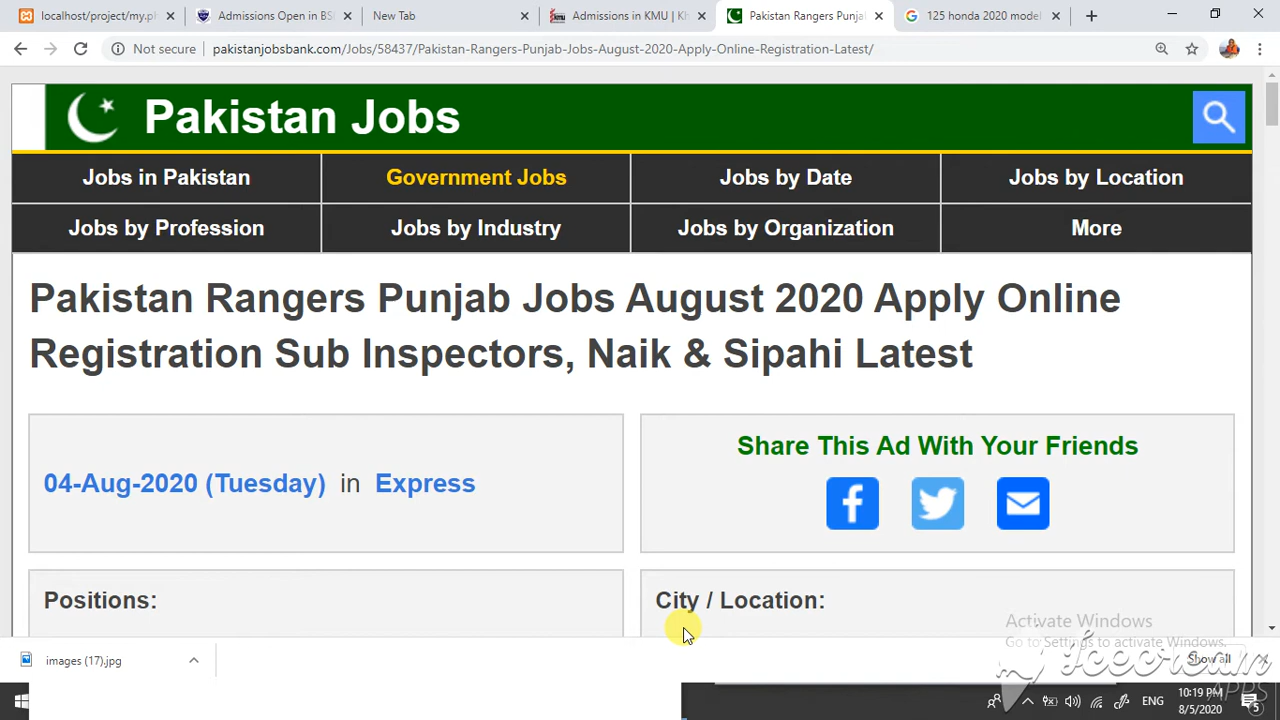 localhost/project/my.p
Admissions Open in BS
New Tab
Admissions in KMU | Kh
Pakistan Rangers Punja
125 honda 2020 model
Not secure
pakistanjobsbank.com/Jobs/58437/Pakistan-Rangers-Punjab-Jobs-August-2020-Apply-Online-Registration-Latest/
Pakistan Jobs
Jobs in Pakistan
Government Jobs
Jobs by Date
Jobs by Location
Jobs by Profession
Jobs by Industry
Jobs by Organization
More
Pakistan Rangers Punjab Jobs August 2020 Apply Online
Registration Sub Inspectors, Naik & Sipahi Latest
04-Aug-2020 (Tuesday) in Express
Share This Ad With Your Friends
Positions:
City / Location:
Activate Windows
Go to Settings to activate Windows.
images (17).jpg
Show all
Icecream
APPS
ENG
10:19 PM
8/5/2020
5